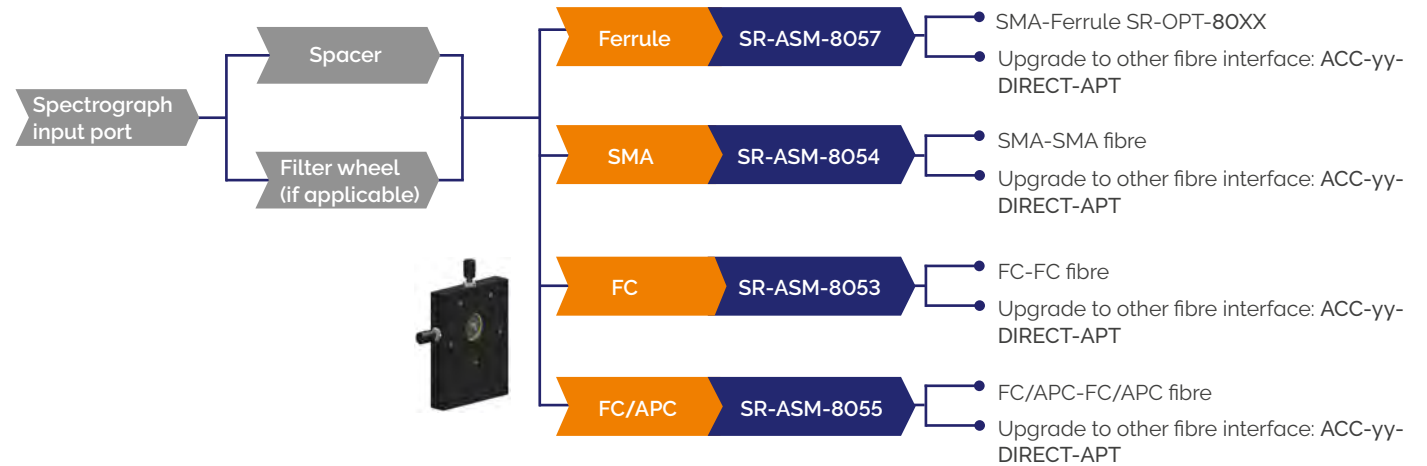 Spectrograph
input port
Spacer
Filter wheel
(if applicable)
Ferrule
SR-ASM-8057
SMA-Ferrule SR-OPT-80XX
Upgrade to other fibre interface: ACC-yy-
DIRECT-APT
SMA
SR-ASM-8054
SMA-SMA fibre
Upgrade to other fibre interface: ACC-yy-
DIRECT-APT
FC
SR-ASM-8053
FC-FC fibre
Upgrade to other fibre interface: ACC-yy-
DIRECT-APT
FC/APC
SR-ASM-8055
FC/APC-FC/APC fibre
Upgrade to other fibre interface: ACC-yy-
DIRECT-APT